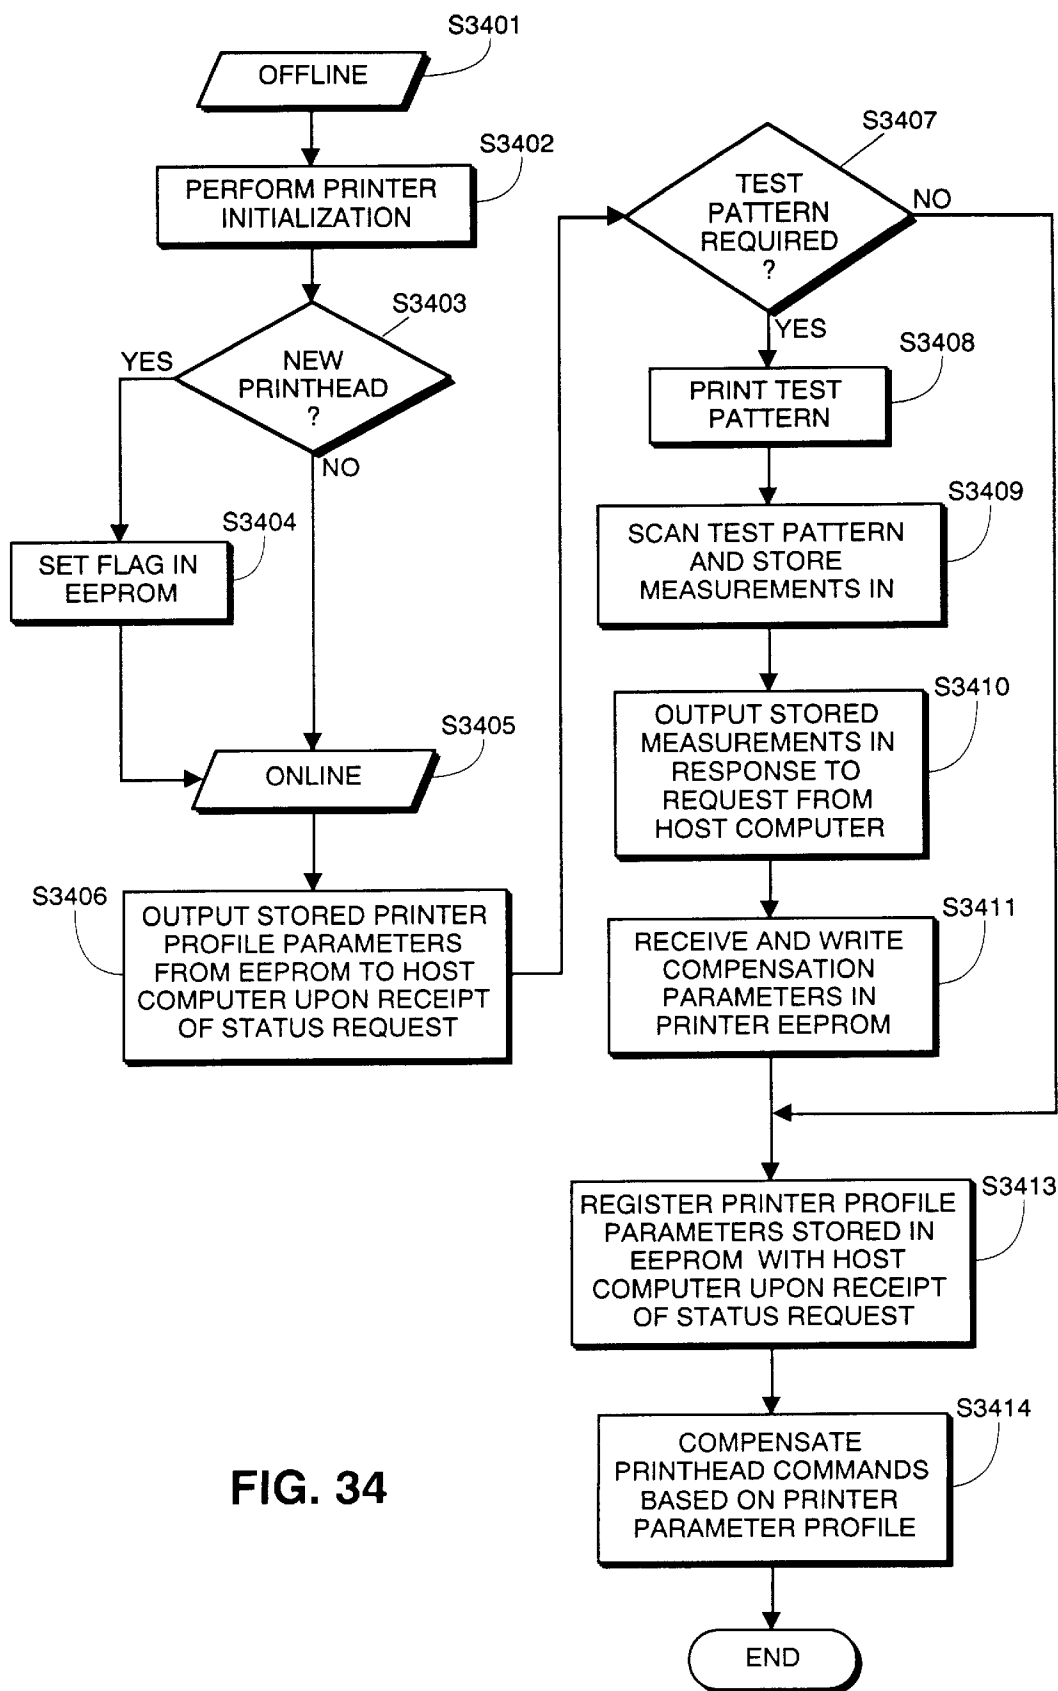 S3401
OFFLINE
S3402
PERFORM PRINTER
INITIALIZATION
S3403
NEW
PRINTHEAD
?
YES
NO
S3404
SET FLAG IN
EEPROM
S3405
ONLINE
S3406
OUTPUT STORED PRINTER
PROFILE PARAMETERS
FROM EEPROM TO HOST
COMPUTER UPON RECEIPT
OF STATUS REQUEST
S3407
TEST
PATTERN
REQUIRED
?
NO
YES
S3408
PRINT TEST
PATTERN
S3409
SCAN TEST PATTERN
AND STORE
MEASUREMENTS IN
S3410
OUTPUT STORED
MEASUREMENTS IN
RESPONSE TO
REQUEST FROM
HOST COMPUTER
S3411
RECEIVE AND WRITE
COMPENSATION
PARAMETERS IN
PRINTER EEPROM
S3413
REGISTER PRINTER PROFILE
PARAMETERS STORED IN
EEPROM WITH HOST
COMPUTER UPON RECEIPT
OF STATUS REQUEST
S3414
COMPENSATE
PRINTHEAD COMMANDS
BASED ON PRINTER
PARAMETER PROFILE
END
FIG. 34